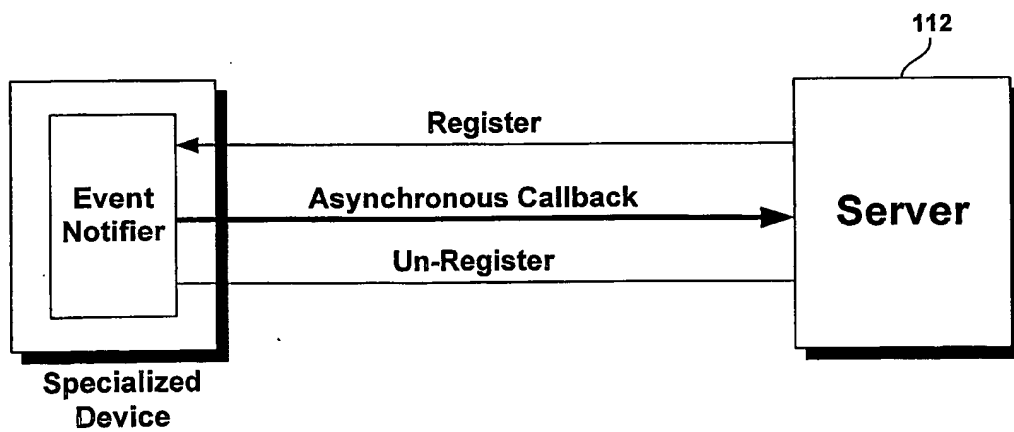 112
Register
Event
Notifier
Asynchronous Callback
Server
Un-Register
Specialized
Device